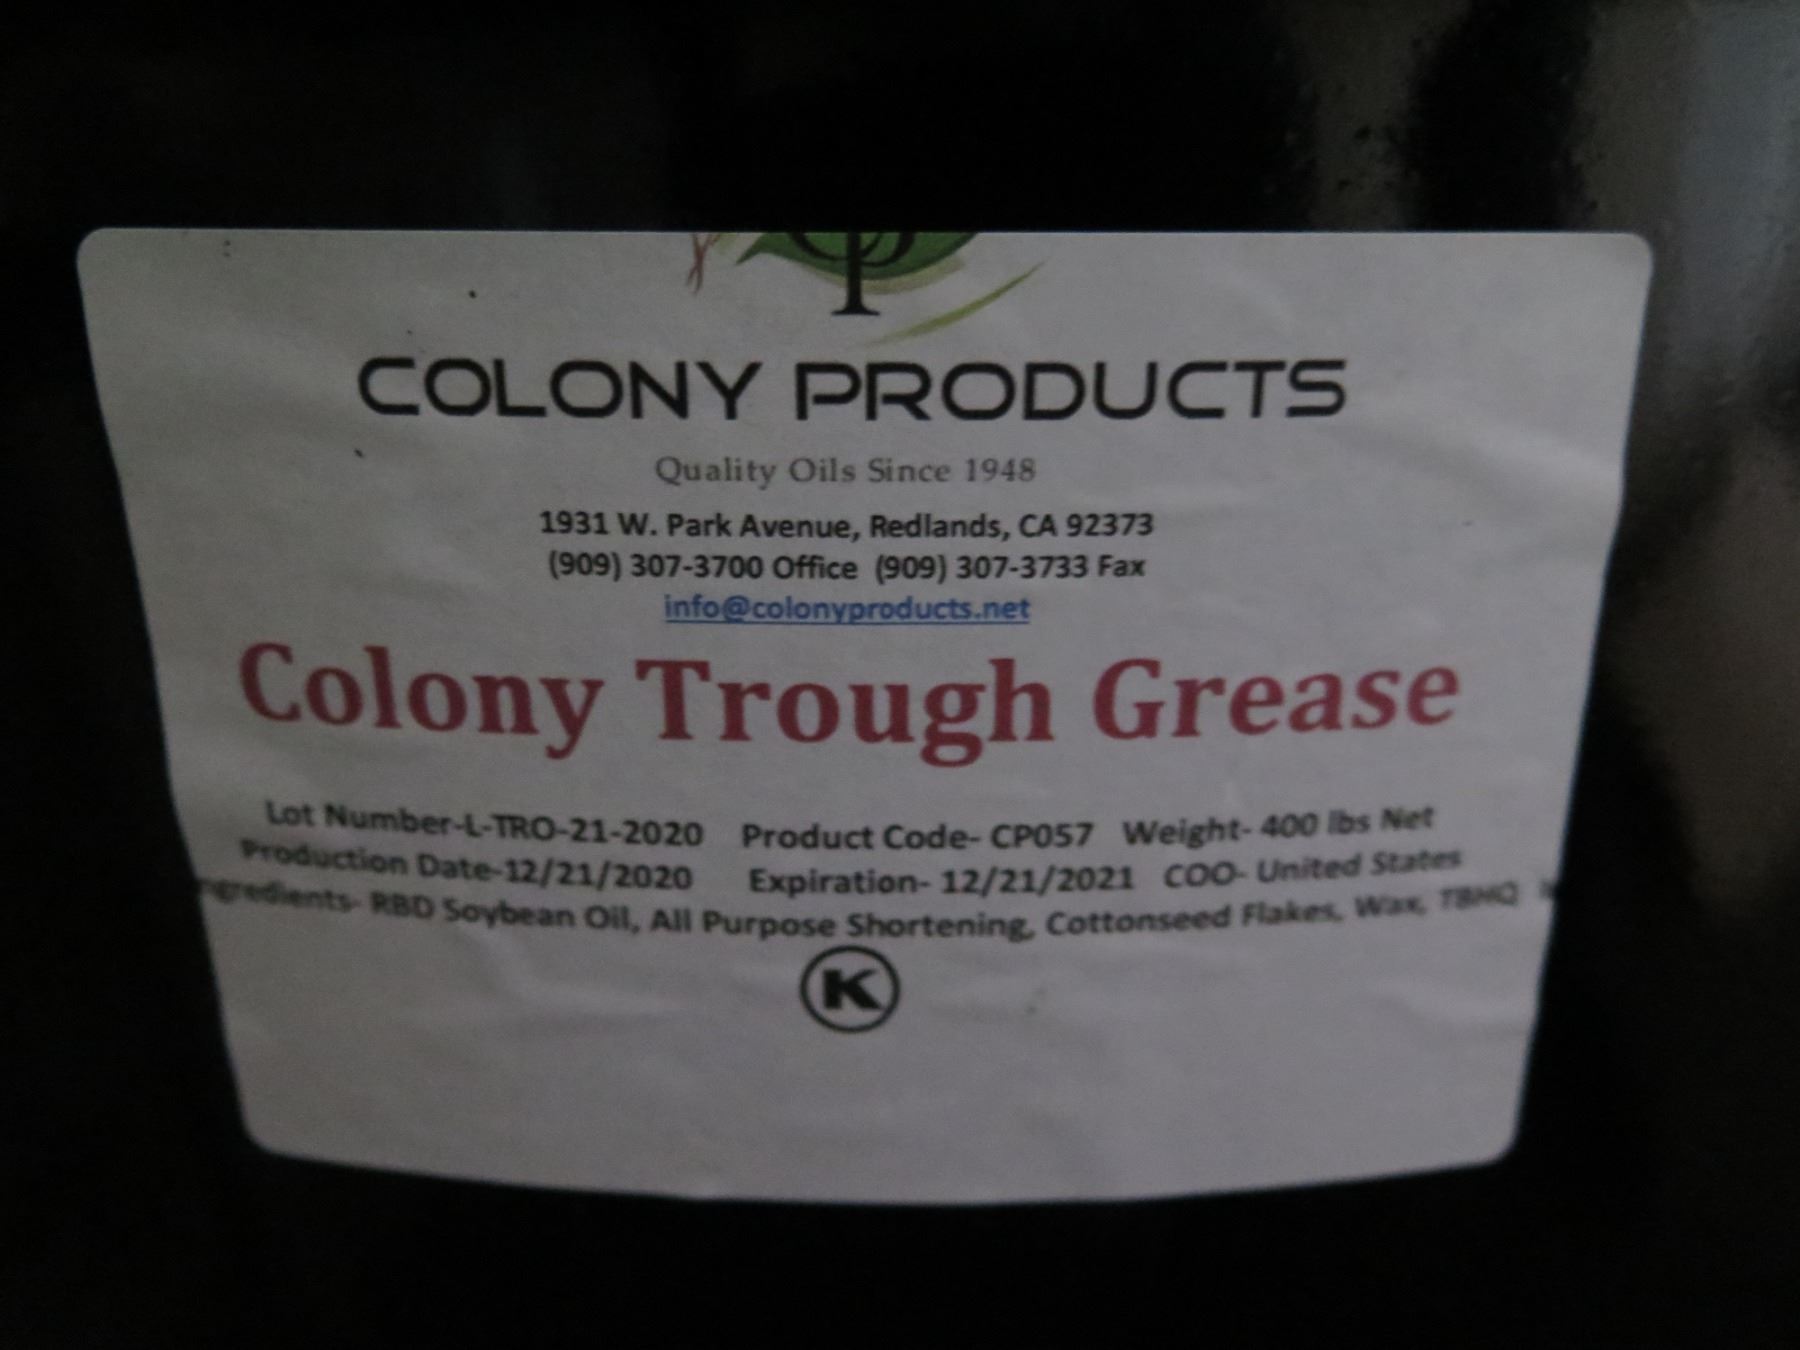 COLONY PRODUCTS
Quality Oils Since 1948
1931 W. Park Avenue, Redlands, CA 92373
(909) 307-3700 Office (909) 307-3733 Fax
info@colonyproducts.net
Colony Trough Grease
Lot Number-L-TRO-21-2020 Product Code- CP057 Weight- 400 lbs Net
Production Date-12/21/2020 Expiration- 12/21/2021 COO- United States
ngredients- RBD Soybean Oil, All Purpose Shortening, Cottonseed Flakes, Wax, TBHQ
K